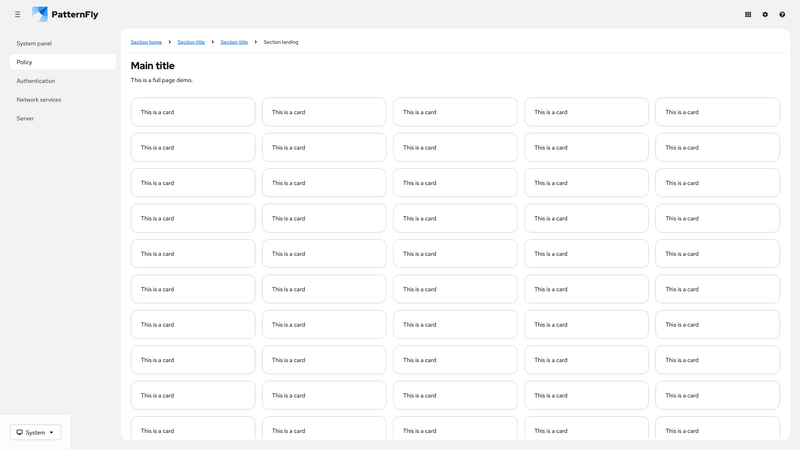 PatternFly
System panel
Policy
Authentication
Network services
Server
Section home > Section title > Section title > Section landing
Main title
This is a full page demo.
This is a card This is a card This is a card This is a card This is a card
This is a card This is a card This is a card This is a card This is a card
This is a card This is a card This is a card This is a card This is a card
This is a card This is a card This is a card This is a card This is a card
This is a card This is a card This is a card This is a card This is a card
This is a card This is a card This is a card This is a card This is a card
This is a card This is a card This is a card This is a card This is a card
This is a card This is a card This is a card This is a card This is a card
This is a card This is a card This is a card This is a card This is a card
This is a card This is a card This is a card This is a card This is a card
System